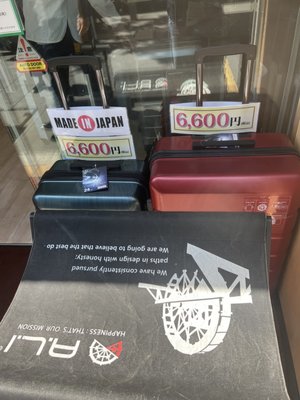 MADE IN JAPAN
6,600円
6,600円
We have consistently pursued
paths in design with honesty:
We are going to believe that the best do
A.L.I
HAPPINESS : THAT'S OUR MISSION